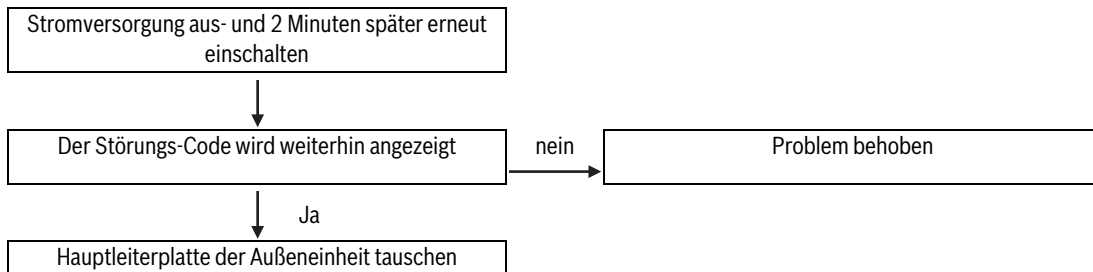 Stromversorgung aus- und 2 Minuten später erneut
einschalten
Der Störungs-Code wird weiterhin angezeigt
nein
Problem behoben
Ja
Hauptleiterplatte der Außeneinheit tauschen